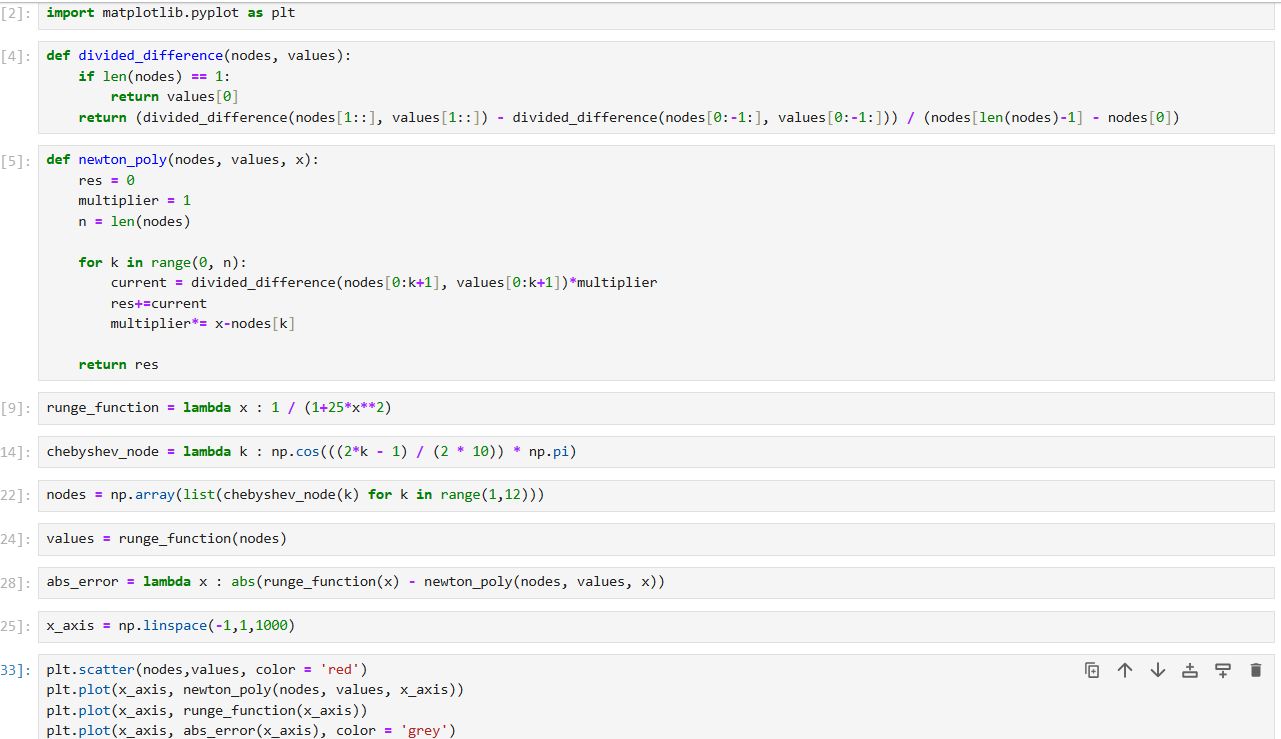 [2]: import matplotlib.pyplot as plt
[4]: def divided_difference(nodes, values):
    if len(nodes) == 1:
        return values[0]
    return (divided_difference(nodes[1::], values[1::]) - divided_difference(nodes[0:-1:], values[0:-1:])) / (nodes[len(nodes)-1] - nodes[0])
[5]: def newton_poly(nodes, values, x):
    res = 0
    multiplier = 1
    n = len(nodes)
    for k in range(0, n):
        current = divided_difference(nodes[0:k+1], values[0:k+1])*multiplier
        res+=current
        multiplier*= x-nodes[k]
    return res
[9]: runge_function = lambda x : 1 / (1+25*x**2)
14]: chebyshev_node = lambda k : np.cos(((2*k - 1) / (2 * 10)) * np.pi)
22]: nodes = np.array(list(chebyshev_node(k) for k in range(1,12)))
24]: values = runge_function(nodes)
28]: abs_error = lambda x : abs(runge_function(x) - newton_poly(nodes, values, x))
25]: x_axis = np.linspace(-1,1,1000)
33]: plt.scatter(nodes,values, color = 'red')
plt.plot(x_axis, newton_poly(nodes, values, x_axis))
plt.plot(x_axis, runge_function(x_axis))
plt.plot(x_axis, abs_error(x_axis), color = 'grey')